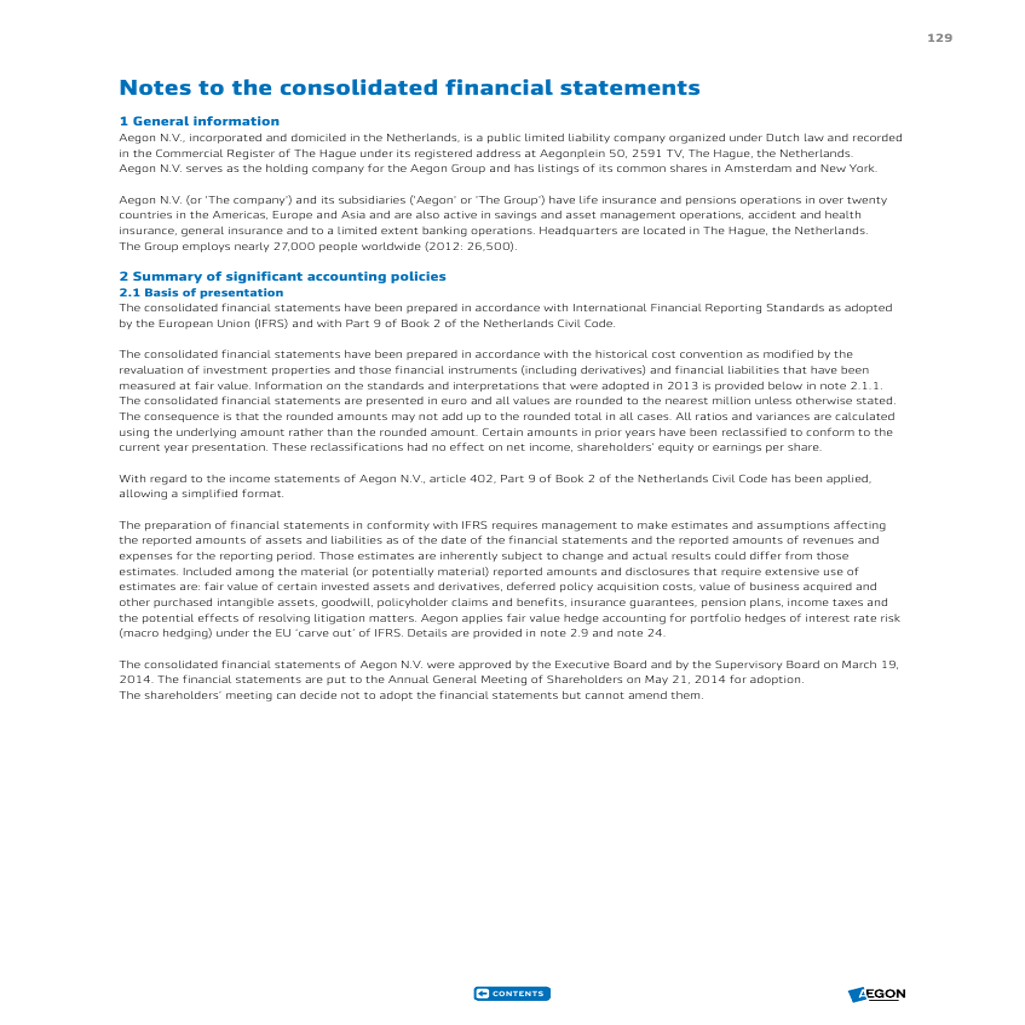 129
Notes to the consolidated financial statements
1 General information
Aegon N.V., incorporated and domiciled in the Netherlands, is a public limited liability company organized under Dutch law and recorded
in the Commercial Register of The Hague under its registered address at Aegonplein 50, 2591 TV, The Hague, the Netherlands.
Aegon N.V. serves as the holding company for the Aegon Group and has listings of its common shares in Amsterdam and New York.
Aegon N.V. (or 'The company') and its subsidiaries ('Aegon' or 'The Group') have life insurance and pensions operations in over twenty
countries in the Americas, Europe and Asia and are also active in savings and asset management operations, accident and health
insurance, general insurance and to a limited extent banking operations. Headquarters are located in The Hague, the Netherlands.
The Group employs nearly 27,000 people worldwide (2012: 26,500).
2 Summary of significant accounting policies
2.1 Basis of presentation
The consolidated financial statements have been prepared in accordance with International Financial Reporting Standards as adopted
by the European Union (IFRS) and with Part 9 of Book 2 of the Netherlands Civil Code.
The consolidated financial statements have been prepared in accordance with the historical cost convention as modified by the
revaluation of investment properties and those financial instruments (including derivatives) and financial liabilities that have been
measured at fair value. Information on the standards and interpretations that were adopted in 2013 is provided below in note 2.1.1.
The consolidated financial statements are presented in euro and all values are rounded to the nearest million unless otherwise stated.
The consequence is that the rounded amounts may not add up to the rounded total in all cases. All ratios and variances are calculated
using the underlying amount rather than the rounded amount. Certain amounts in prior years have been reclassified to conform to the
current year presentation. These reclassifications had no effect on net income, shareholders' equity or earnings per share.
With regard to the income statements of Aegon N.V., article 402, Part 9 of Book 2 of the Netherlands Civil Code has been applied,
allowing a simplified format.
The preparation of financial statements in conformity with IFRS requires management to make estimates and assumptions affecting
the reported amounts of assets and liabilities as of the date of the financial statements and the reported amounts of revenues and
expenses for the reporting period. Those estimates are inherently subject to change and actual results could differ from those
estimates. Included among the material (or potentially material) reported amounts and disclosures that require extensive use of
estimates are: fair value of certain invested assets and derivatives, deferred policy acquisition costs, value of business acquired and
other purchased intangible assets, goodwill, policyholder claims and benefits, insurance guarantees, pension plans, income taxes and
the potential effects of resolving litigation matters. Aegon applies fair value hedge accounting for portfolio hedges of interest rate risk
(macro hedging) under the EU 'carve out' of IFRS. Details are provided in note 2.9 and note 24.
The consolidated financial statements of Aegon N.V. were approved by the Executive Board and by the Supervisory Board on March 19,
2014. The financial statements are put to the Annual General Meeting of Shareholders on May 21, 2014 for adoption.
The shareholders' meeting can decide not to adopt the financial statements but cannot amend them.
CONTENTS
AEGON